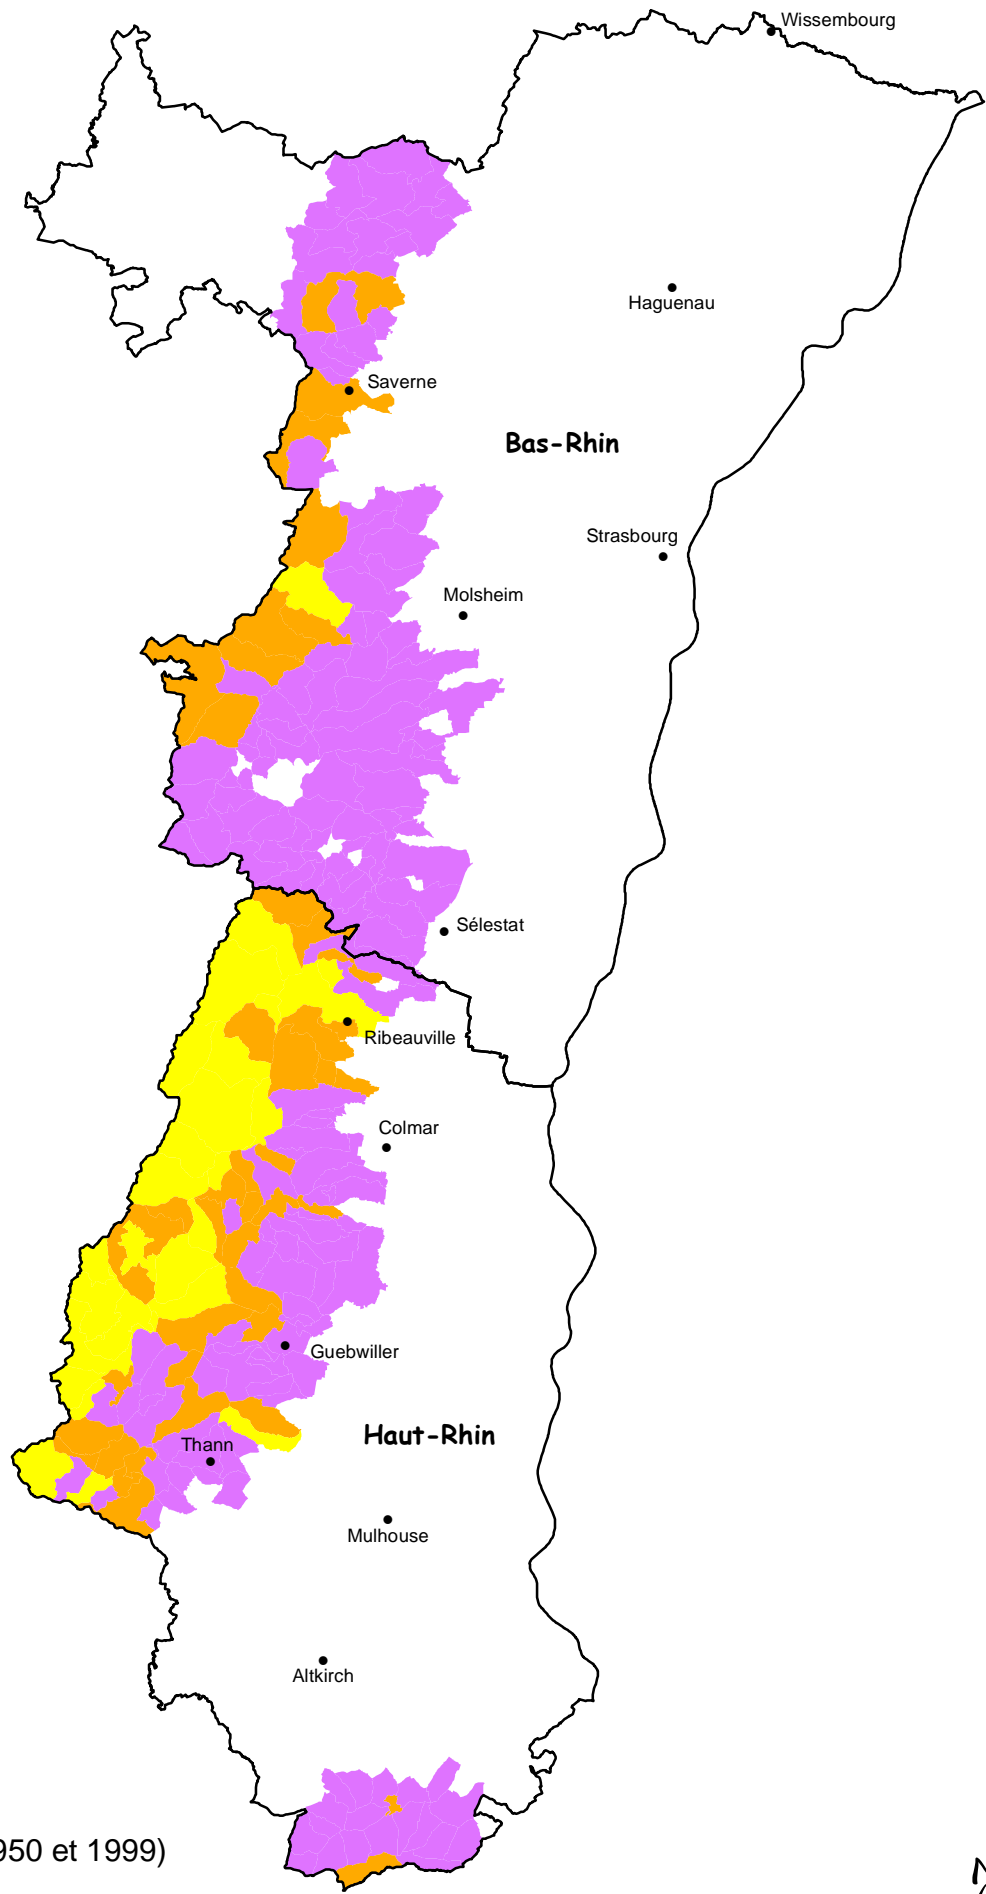 Wissembourg
Haguenau
Saverne
Bas-Rhin
Strasbourg
Molsheim
Sélestat
Ribeauville
Colmar
Guebwiller
Haut-Rhin
Thann
Mulhouse
Altkirch
950 et 1999)